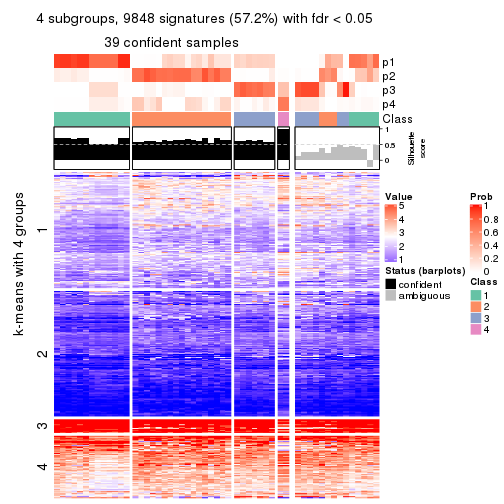 4 subgroups, 9848 signatures (57.2%) with fdr < 0.05
39 confident samples
p1
p2
p3
p4
Class
1
0.5
0
Silhouette
score
k-means with 4 groups
1
2
3
4
Value
5
4
3
2
1
Status (barplots)
confident
ambiguous
Prob
1
0.8
0.6
0.4
0.2
0
Class
1
2
3
4